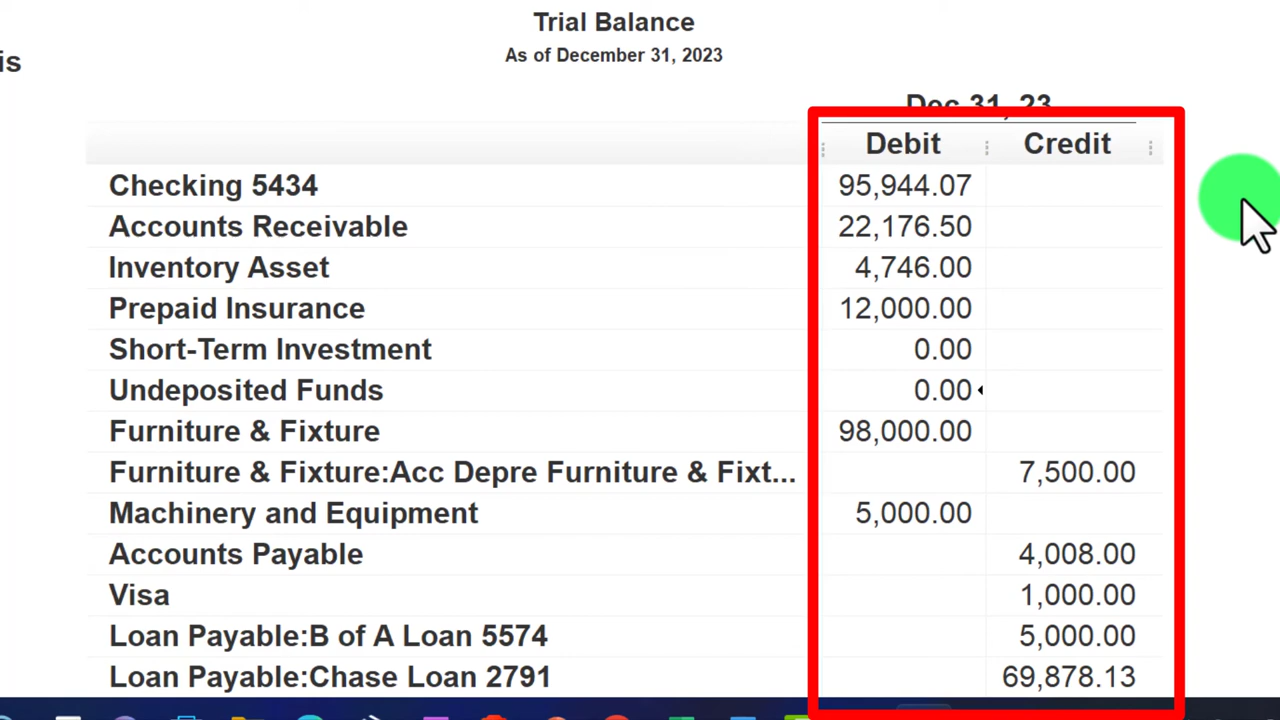 Trial Balance
As of December 31, 2023
is
Dec 31, 23
Debit Credit
Checking 5434 95,944.07
Accounts Receivable 22,176.50
Inventory Asset 4,746.00
Prepaid Insurance 12,000.00
Short-Term Investment 0.00
Undeposited Funds 0.00
Furniture & Fixture 98,000.00
Furniture & Fixture:Acc Depre Furniture & Fixt... 7,500.00
Machinery and Equipment 5,000.00
Accounts Payable 4,008.00
Visa 1,000.00
Loan Payable:B of A Loan 5574 5,000.00
Loan Payable:Chase Loan 2791 69,878.13